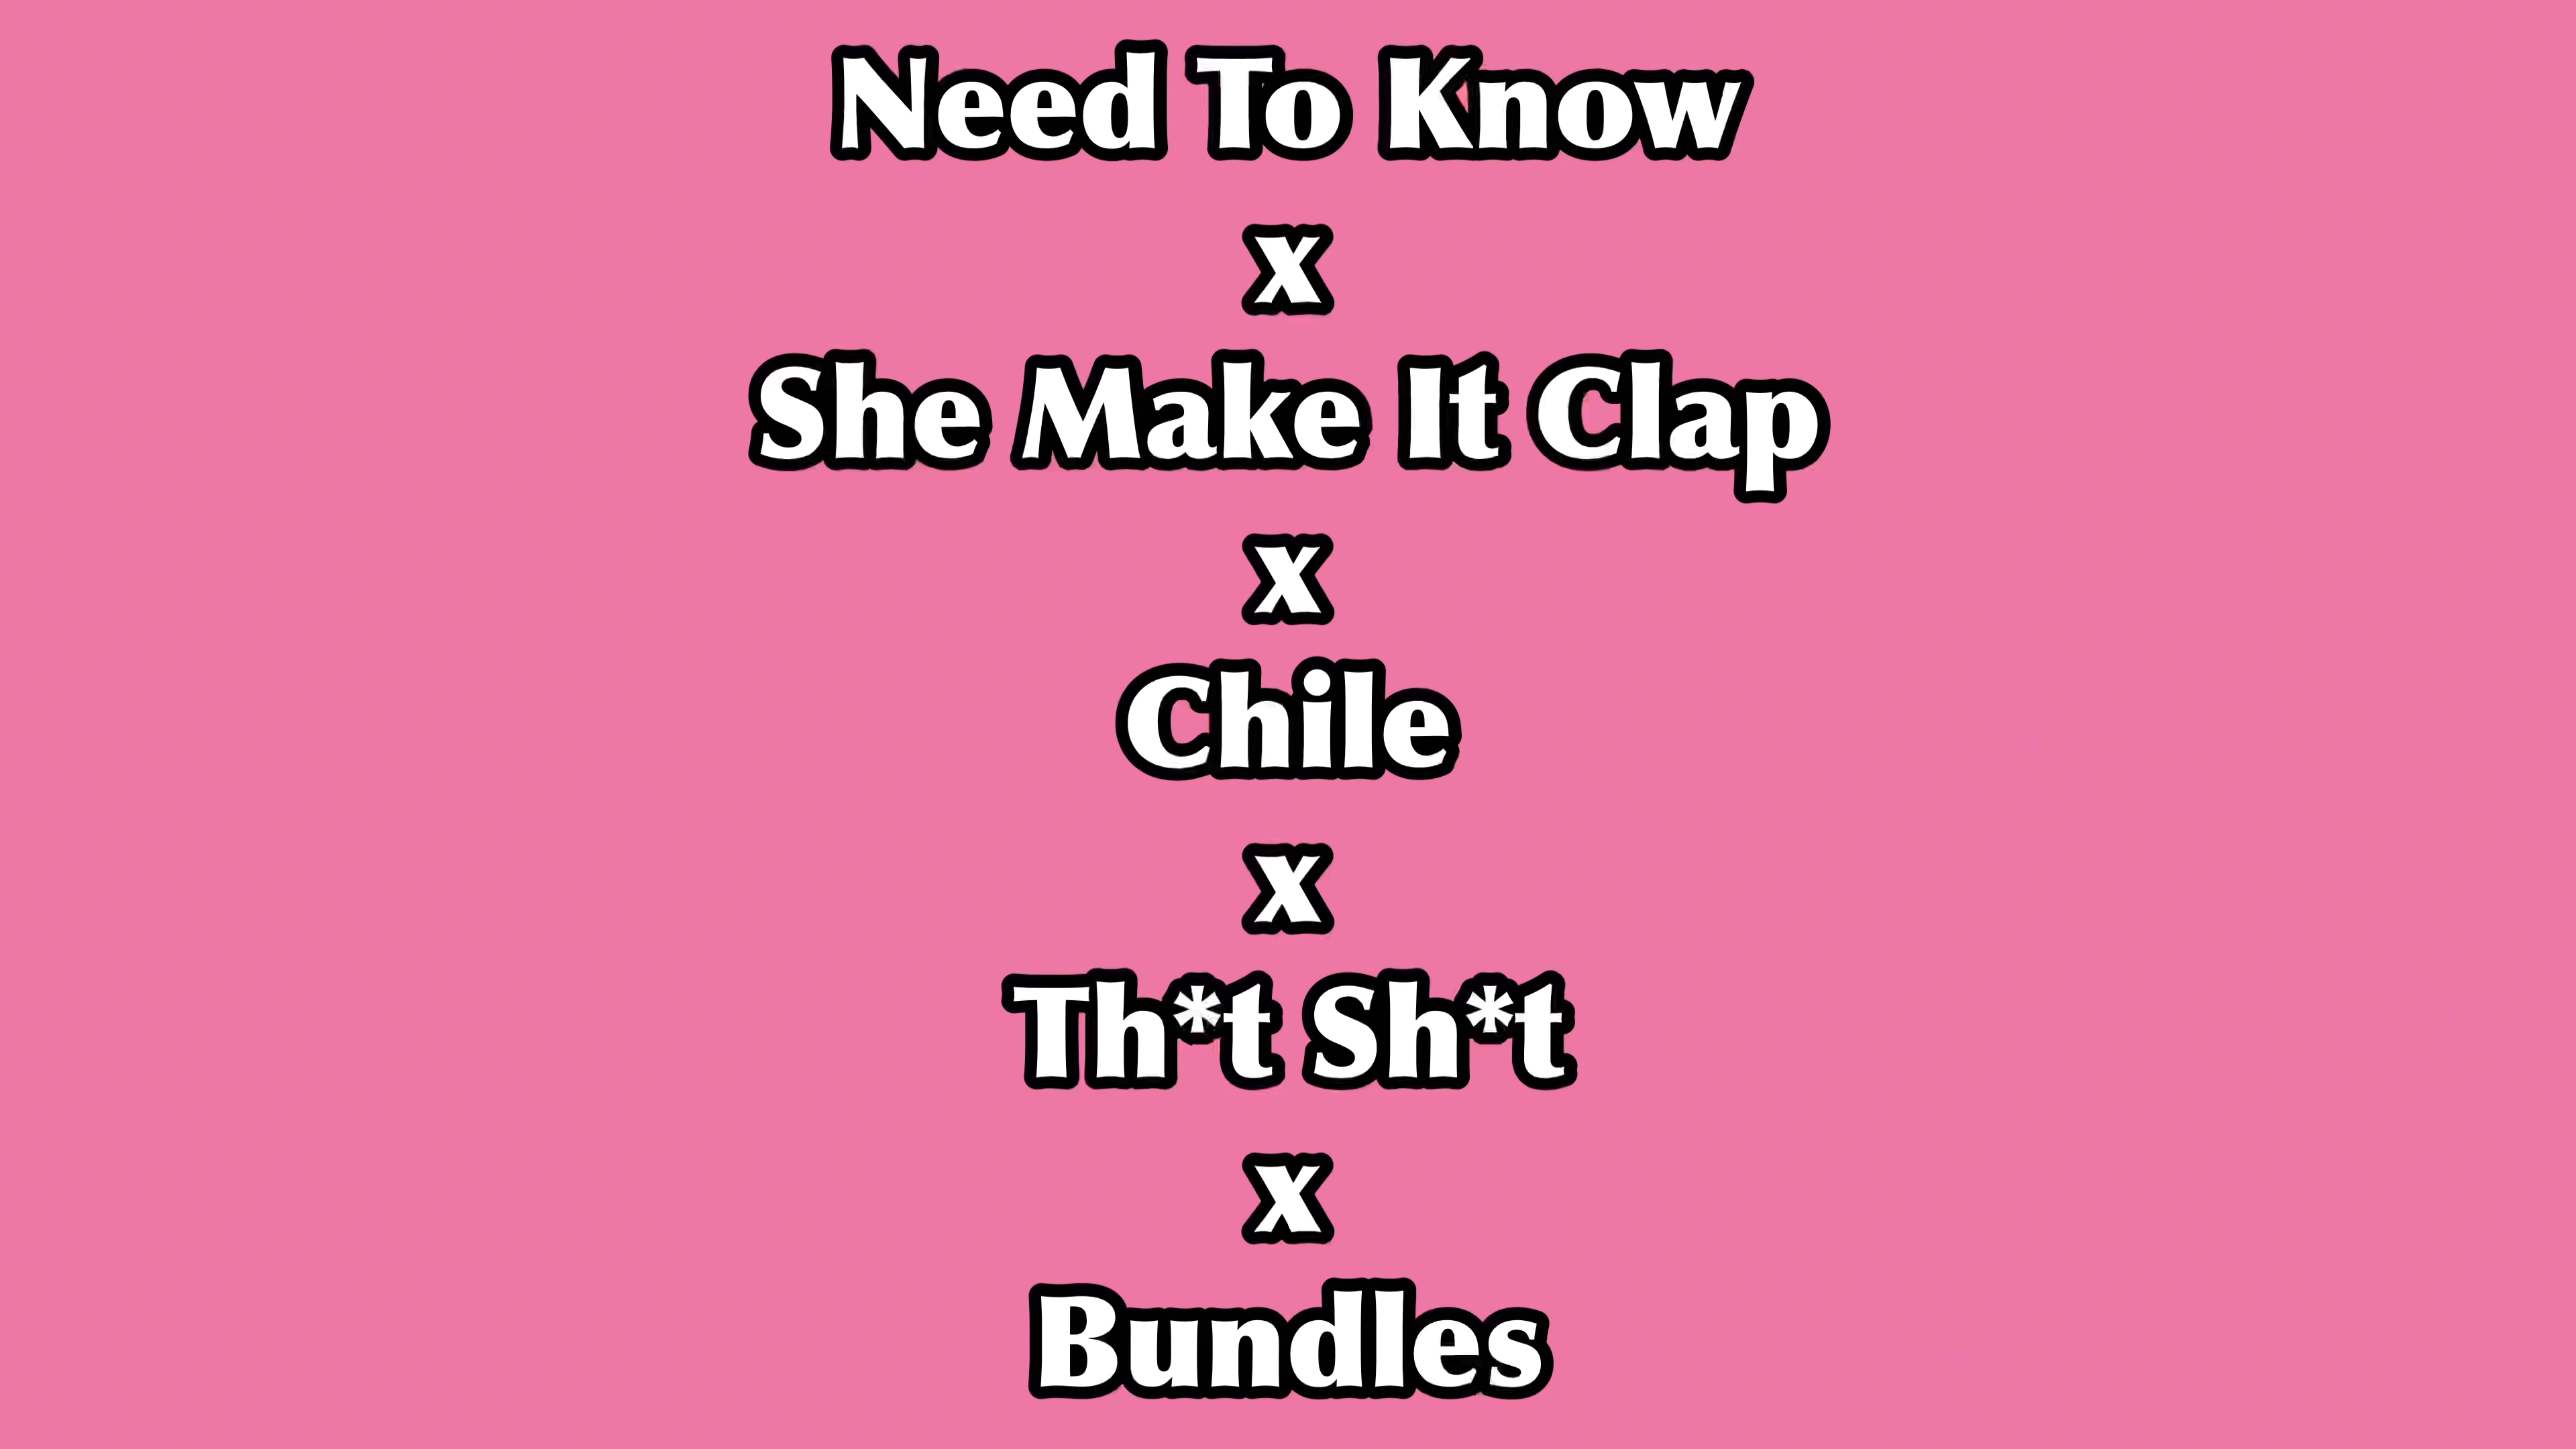 Need To Know
x
She Make It Clap
x
Chile
x
Th*t Sh*t
x
Bundles